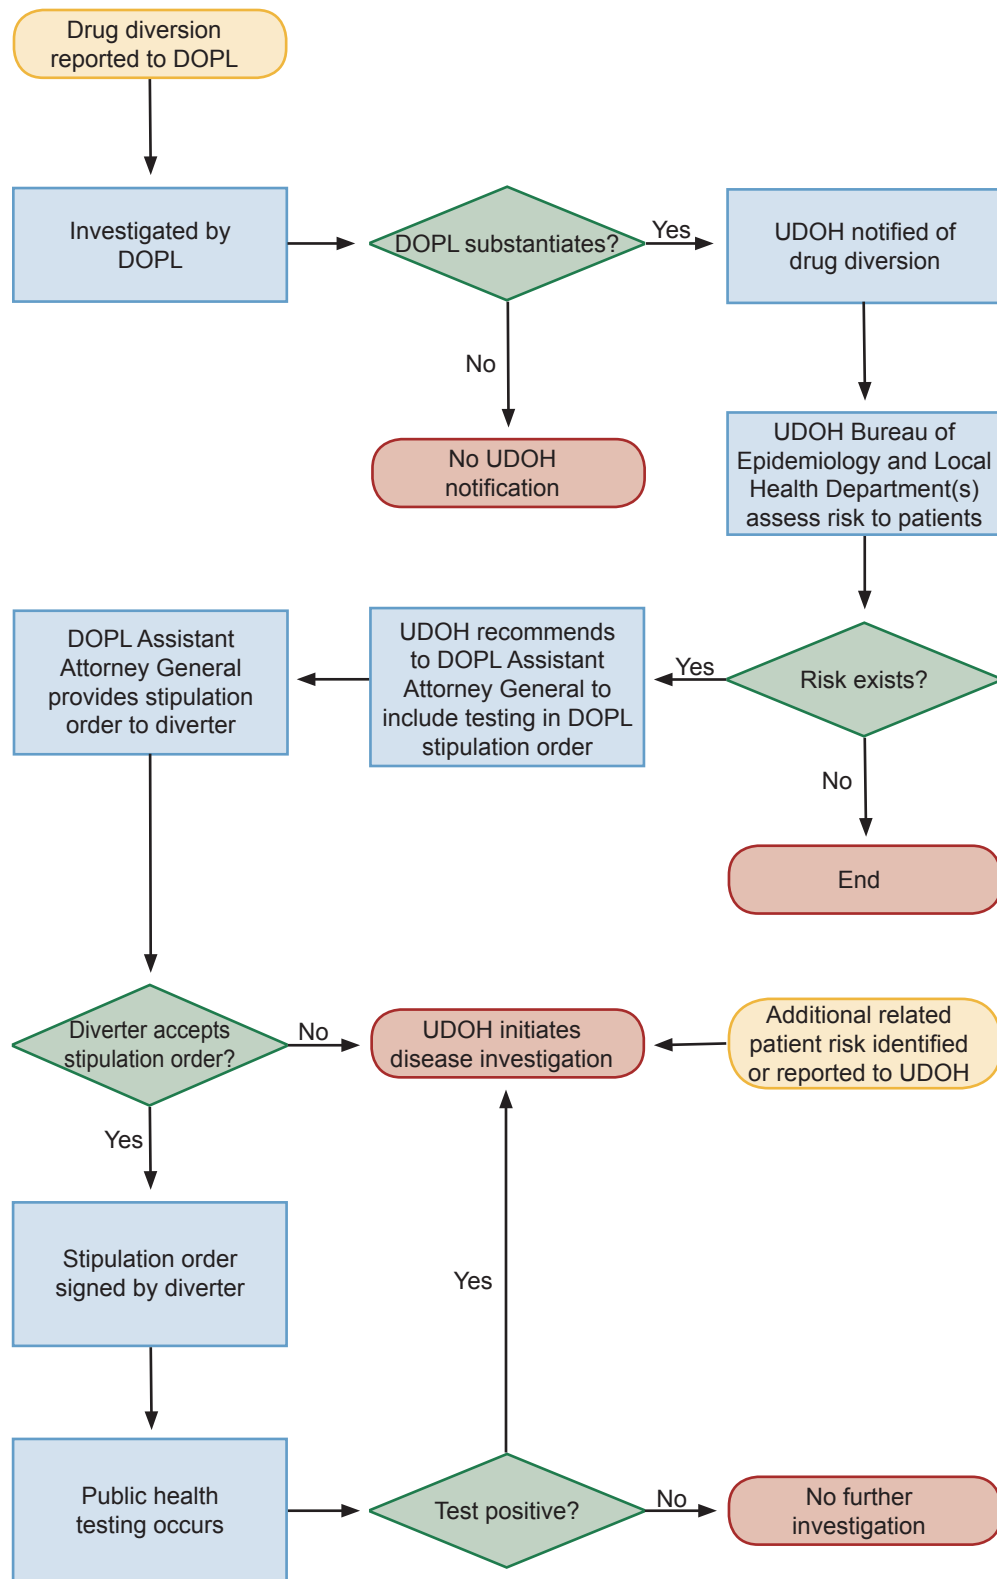 Drug diversion
reported to DOPL
Investigated by
DOPL
DOPL substantiates?
Yes
UDOH notified of
drug diversion
No
No UDOH
notification
UDOH Bureau of
Epidemiology and Local
Health Department(s)
assess risk to patients
Risk exists?
Yes
UDOH recommends
to DOPL Assistant
Attorney General to
include testing in DOPL
stipulation order
DOPL Assistant
Attorney General
provides stipulation
order to diverter
No
End
Diverter accepts
stipulation order?
No
UDOH initiates
disease investigation
Additional related
patient risk identified
or reported to UDOH
Yes
Stipulation order
signed by diverter
Yes
Public health
testing occurs
Test positive?
No
No further
investigation